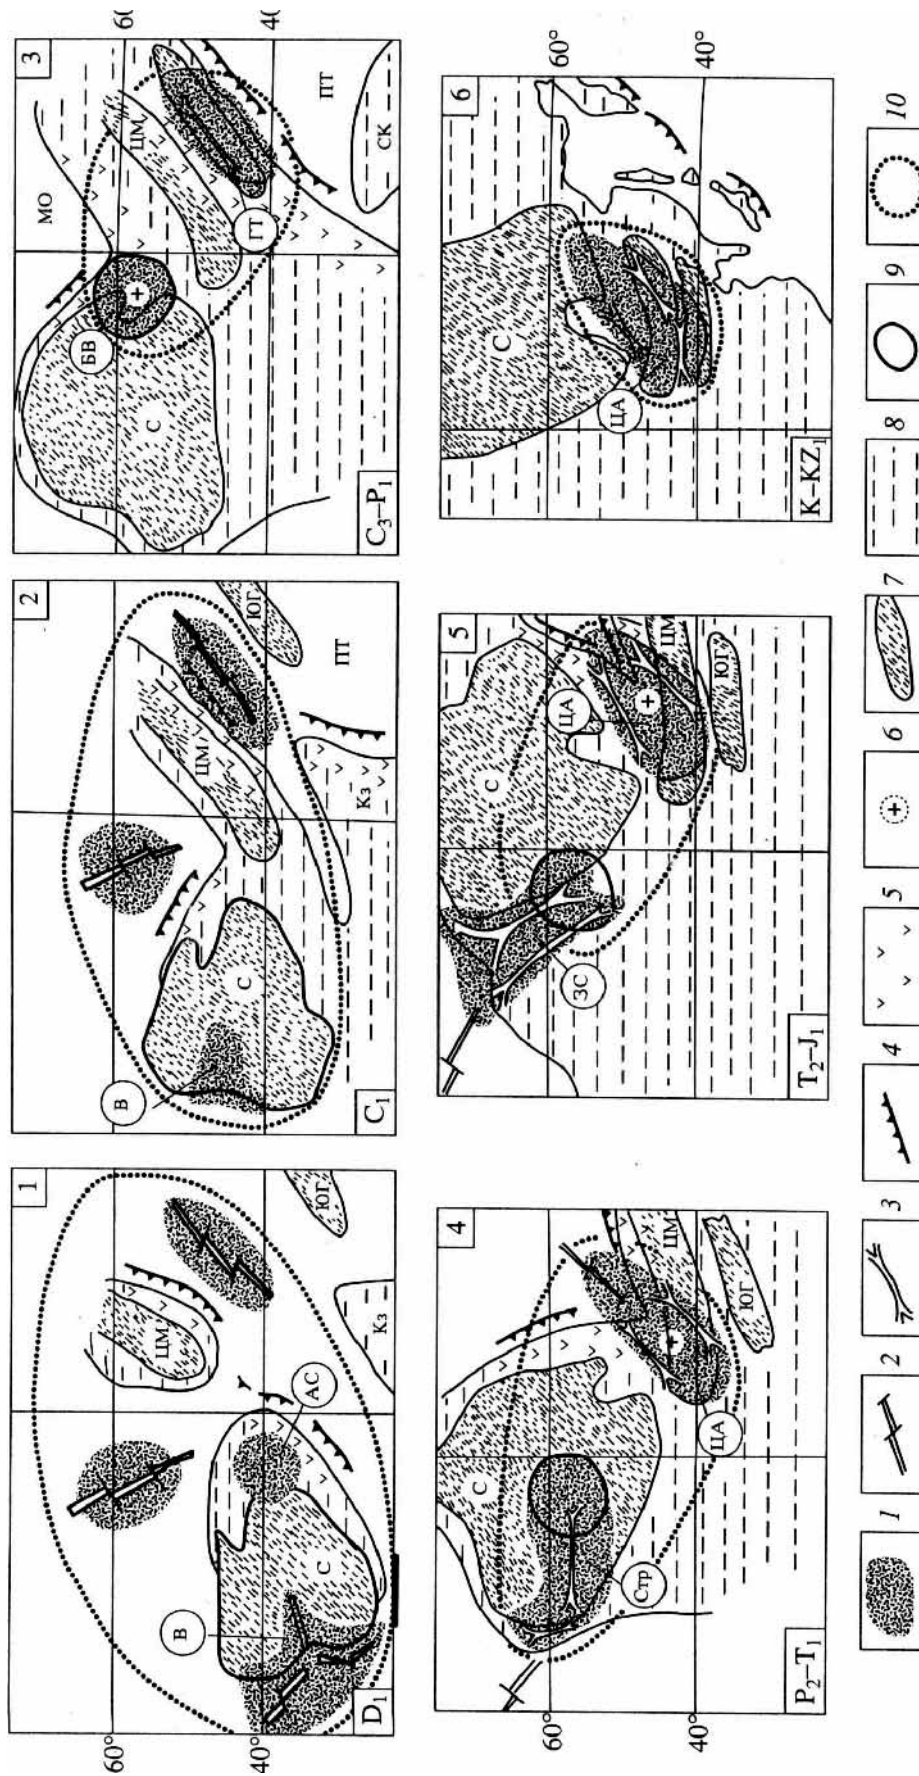 60°
40°
1
ЦМ
ЮГ
Кз
АС
В
С
D₁
2
ЦМ
ЮГ
ПТ
Кз
В
С
C₁
60
40
3
МО
ЦМ
ПТ
СК
ГТ
БВ
С
C₃–P₁
60°
40°
4
С
ЦМ
ЮГ
ЦА
Стр
P₂–T₁
5
С
ЦА
ЦМ
ЮГ
ЗС
T₂–J₁
60°
40°
6
С
ЦА
K–KZ₁
1 2 3 4 5 6 7 8 9 10